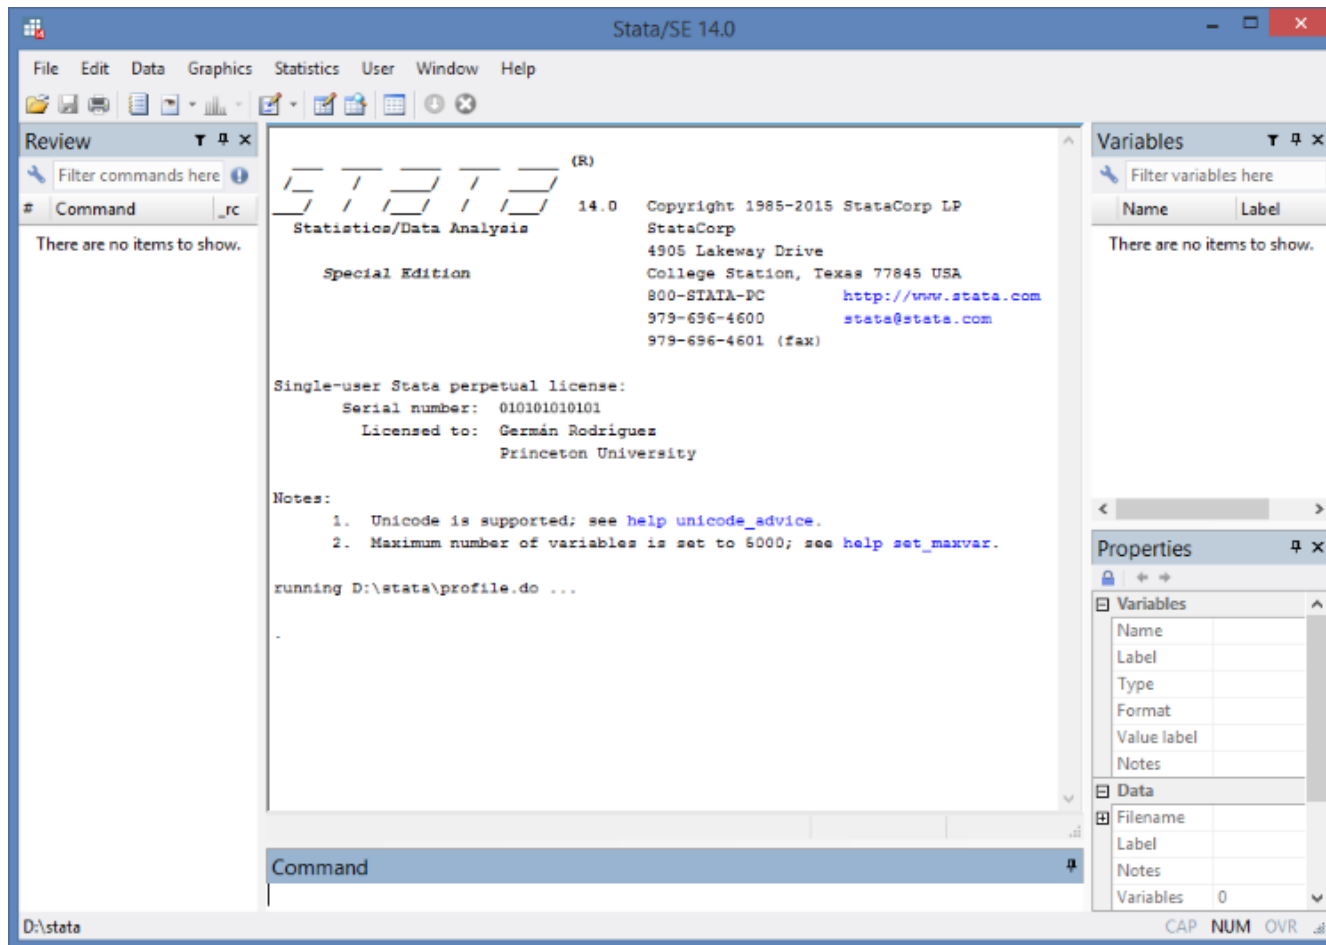 Stata/SE 14.0
File Edit Data Graphics Statistics User Window Help
Review
Filter commands here
# Command _rc
There are no items to show.
STATA (R)
14.0 Copyright 1985-2015 StataCorp LP
Statistics/Data Analysis StataCorp
4905 Lakeway Drive
Special Edition College Station, Texas 77845 USA
800-STATA-PC http://www.stata.com
979-696-4600 stata@stata.com
979-696-4601 (fax)
Single-user Stata perpetual license:
Serial number: 010101010101
Licensed to: Germán Rodríguez
Princeton University
Notes:
1. Unicode is supported; see help unicode_advice.
2. Maximum number of variables is set to 5000; see help set_maxvar.
running D:\stata\profile.do ...
.
Command
Variables
Filter variables here
Name Label
There are no items to show.
Properties
Variables
Name
Label
Type
Format
Value label
Notes
Data
Filename
Label
Notes
Variables 0
D:\stata
CAP NUM OVR